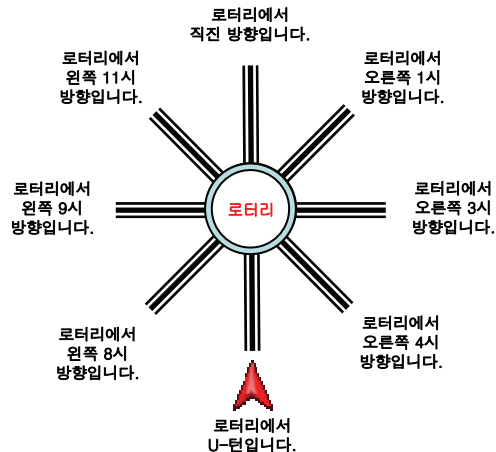 로터리에서
직진 방향입니다.
로터리에서
왼쪽 11시
방향입니다.
로터리에서
오른쪽 1시
방향입니다.
로터리에서
왼쪽 9시
방향입니다.
로터리
로터리에서
오른쪽 3시
방향입니다.
로터리에서
왼쪽 8시
방향입니다.
로터리에서
오른쪽 4시
방향입니다.
로터리에서
U-턴입니다.